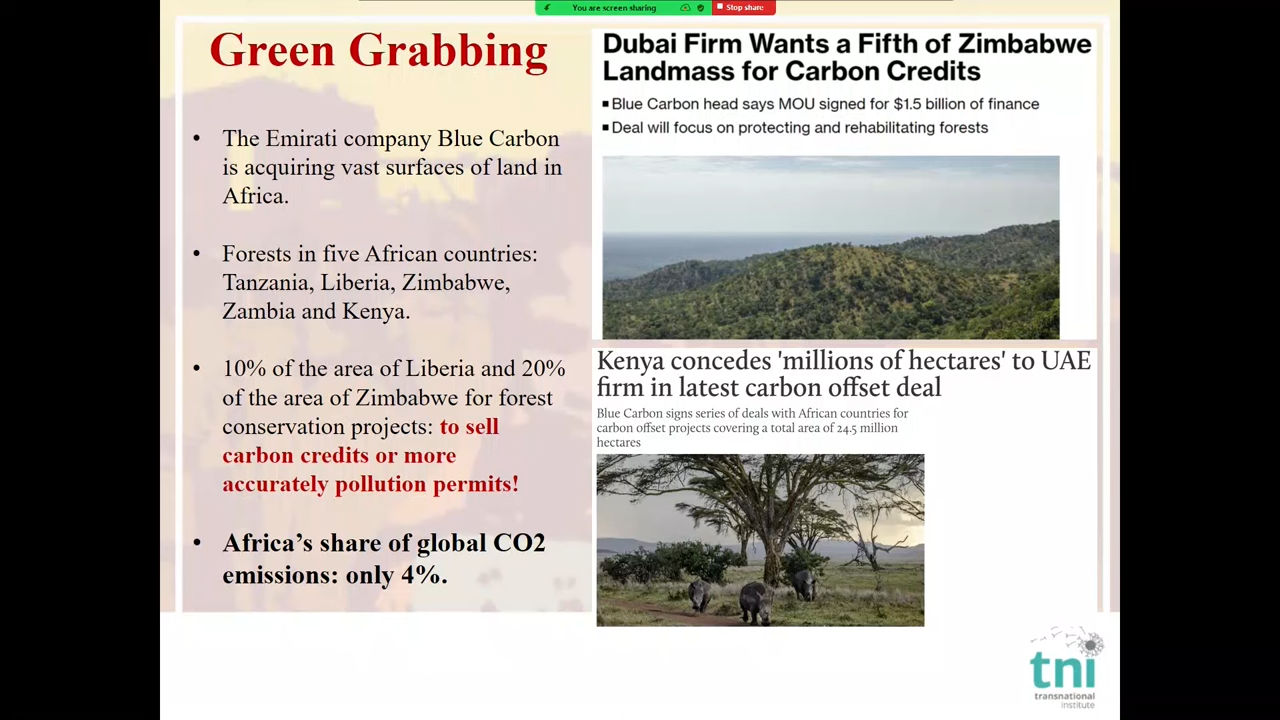 You are screen sharing
Stop share
Green Grabbing
• The Emirati company Blue Carbon
is acquiring vast surfaces of land in
Africa.
• Forests in five African countries:
Tanzania, Liberia, Zimbabwe,
Zambia and Kenya.
• 10% of the area of Liberia and 20%
of the area of Zimbabwe for forest
conservation projects: to sell
carbon credits or more
accurately pollution permits!
• Africa’s share of global CO2
emissions: only 4%.
Dubai Firm Wants a Fifth of Zimbabwe
Landmass for Carbon Credits
▪ Blue Carbon head says MOU signed for $1.5 billion of finance
▪ Deal will focus on protecting and rehabilitating forests
Kenya concedes 'millions of hectares' to UAE
firm in latest carbon offset deal
Blue Carbon signs series of deals with African countries for
carbon offset projects covering a total area of 24.5 million
hectares
tni
transnational
institute